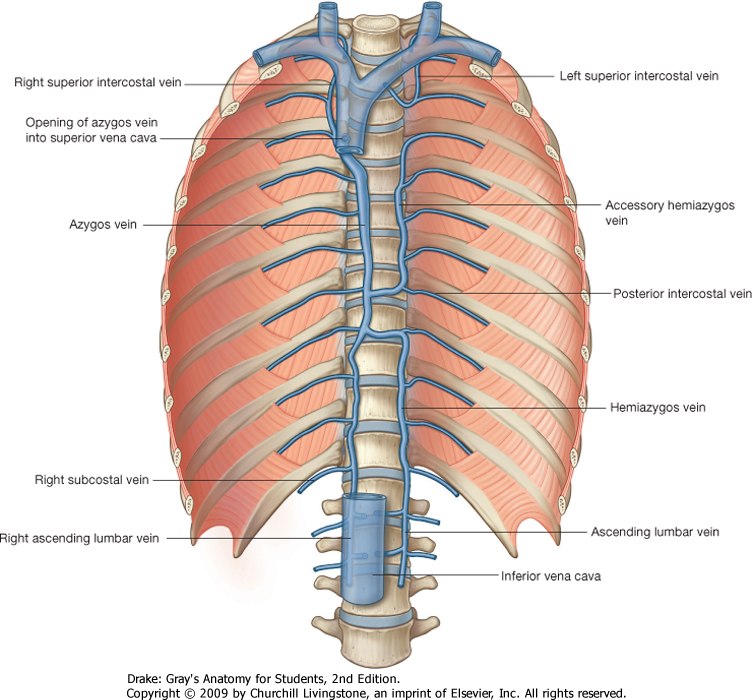 Right superior intercostal vein
Left superior intercostal vein
Opening of azygos vein
into superior vena cava
Accessory hemiazygos
vein
Azygos vein
Posterior intercostal vein
Hemiazygos vein
Right subcostal vein
Ascending lumbar vein
Right ascending lumbar vein
Inferior vena cava
Drake: Gray's Anatomy for Students, 2nd Edition.
Copyright © 2009 by Churchill Livingstone, an imprint of Elsevier, Inc. All rights reserved.